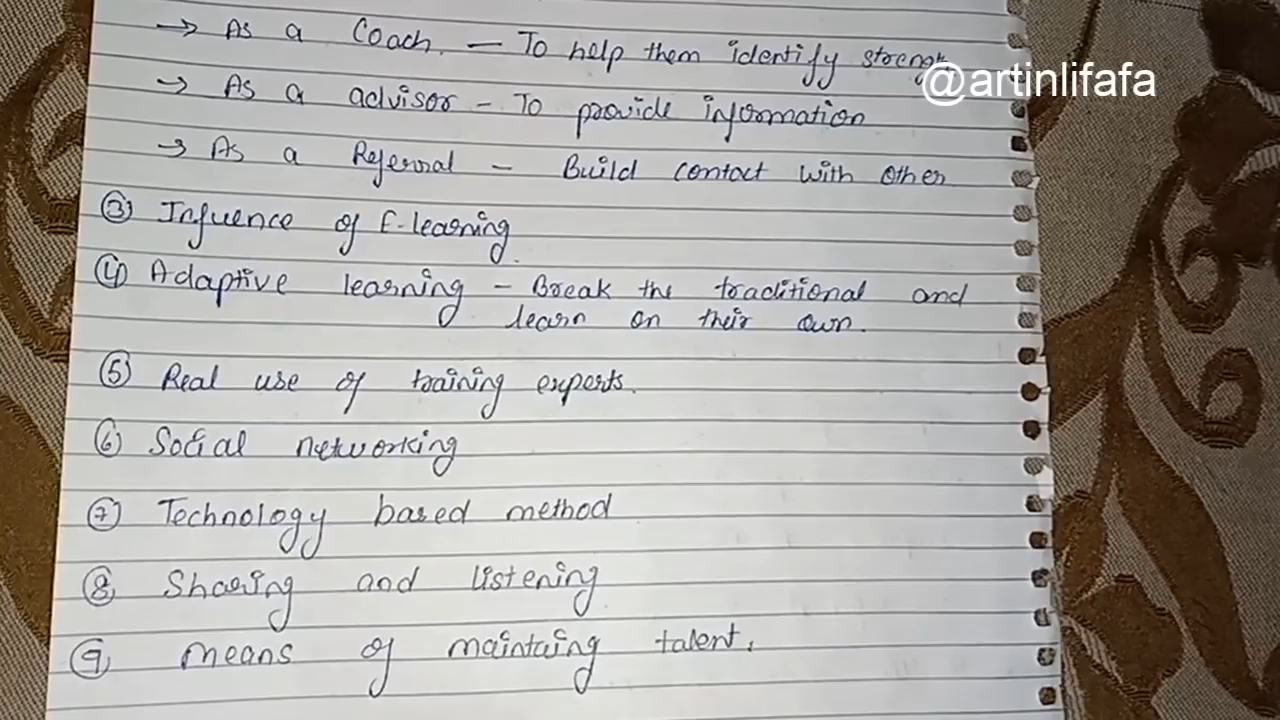 → As a Coach. — To help them identify strength
@artinlifafa
→ As a advisor - To provide information
→ As a Referral - Build contact with other
③ Infuence of E-learning.
④ Adaptive learning - Break the traditional and
learn on their own.
⑤ Real use of training experts.
⑥ Social networking
⑦ Technology based method
⑧ Sharing and listening
⑨ means of maintaing talent.